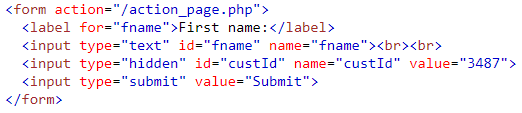 <form action="/action_page.php">
<label for="fname">First name:</label>
<input type="text" id="fname" name="fname"><br><br>
<input type="hidden" id="custId" name="custId" value="3487">
<input type="submit" value="Submit">
</form>